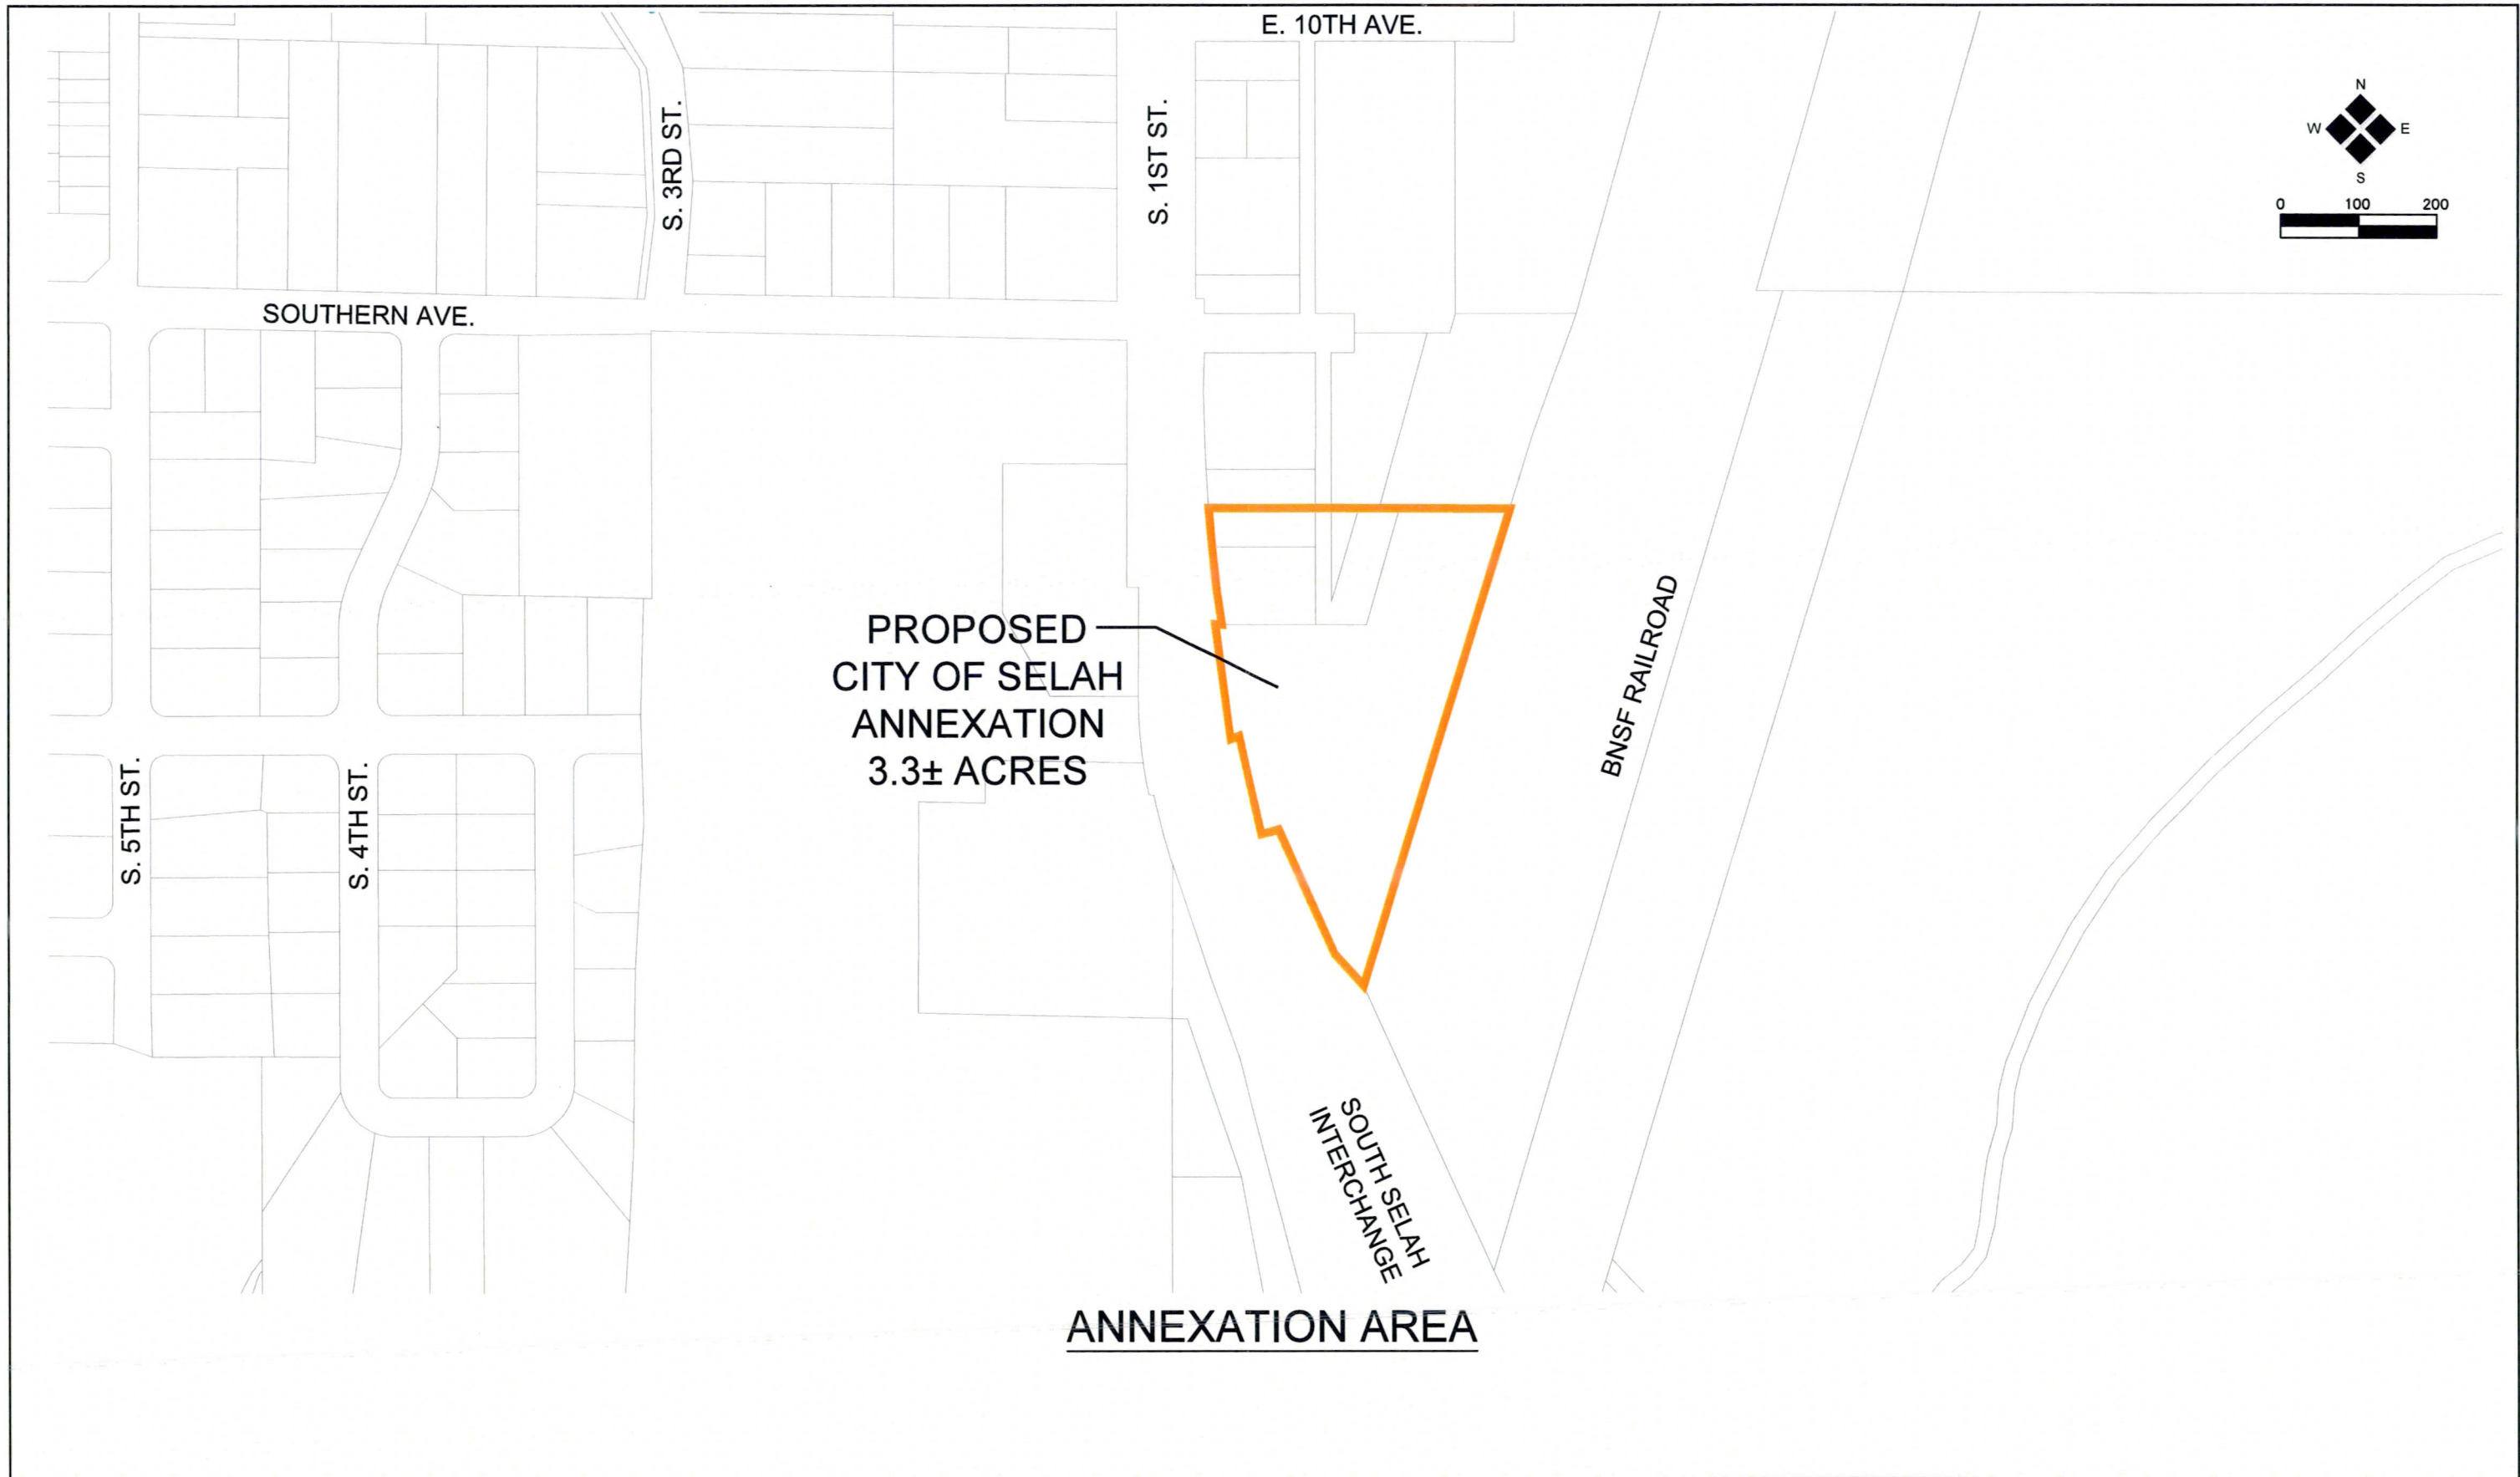 E. 10TH AVE.
N
W
E
S
0 100 200
S. 3RD ST.
S. 1ST ST.
SOUTHERN AVE.
PROPOSED
CITY OF SELAH
ANNEXATION
3.3± ACRES
BNSF RAILROAD
S. 5TH ST.
S. 4TH ST.
SOUTH SELAH
INTERCHANGE
ANNEXATION AREA